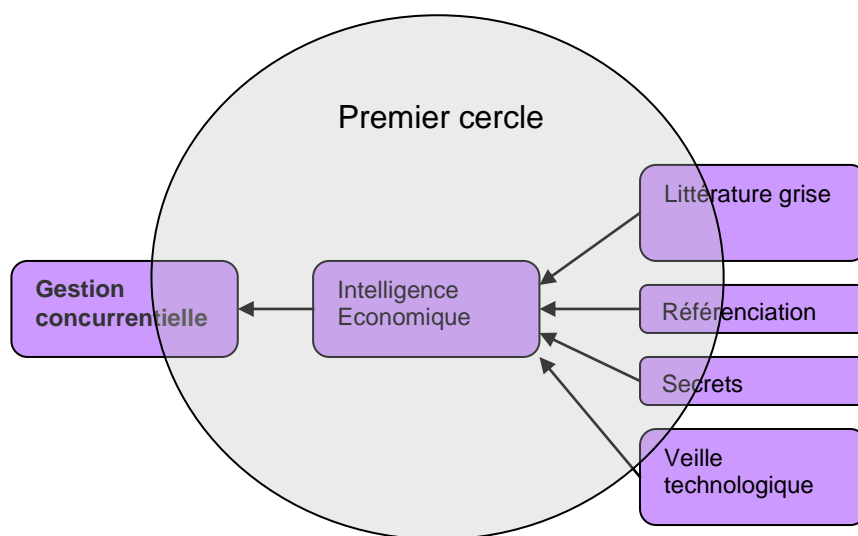 Premier cercle
Littérature grise
Gestion
concurrentielle
Intelligence
Economique
Référenciation
Secrets
Veille
technologique